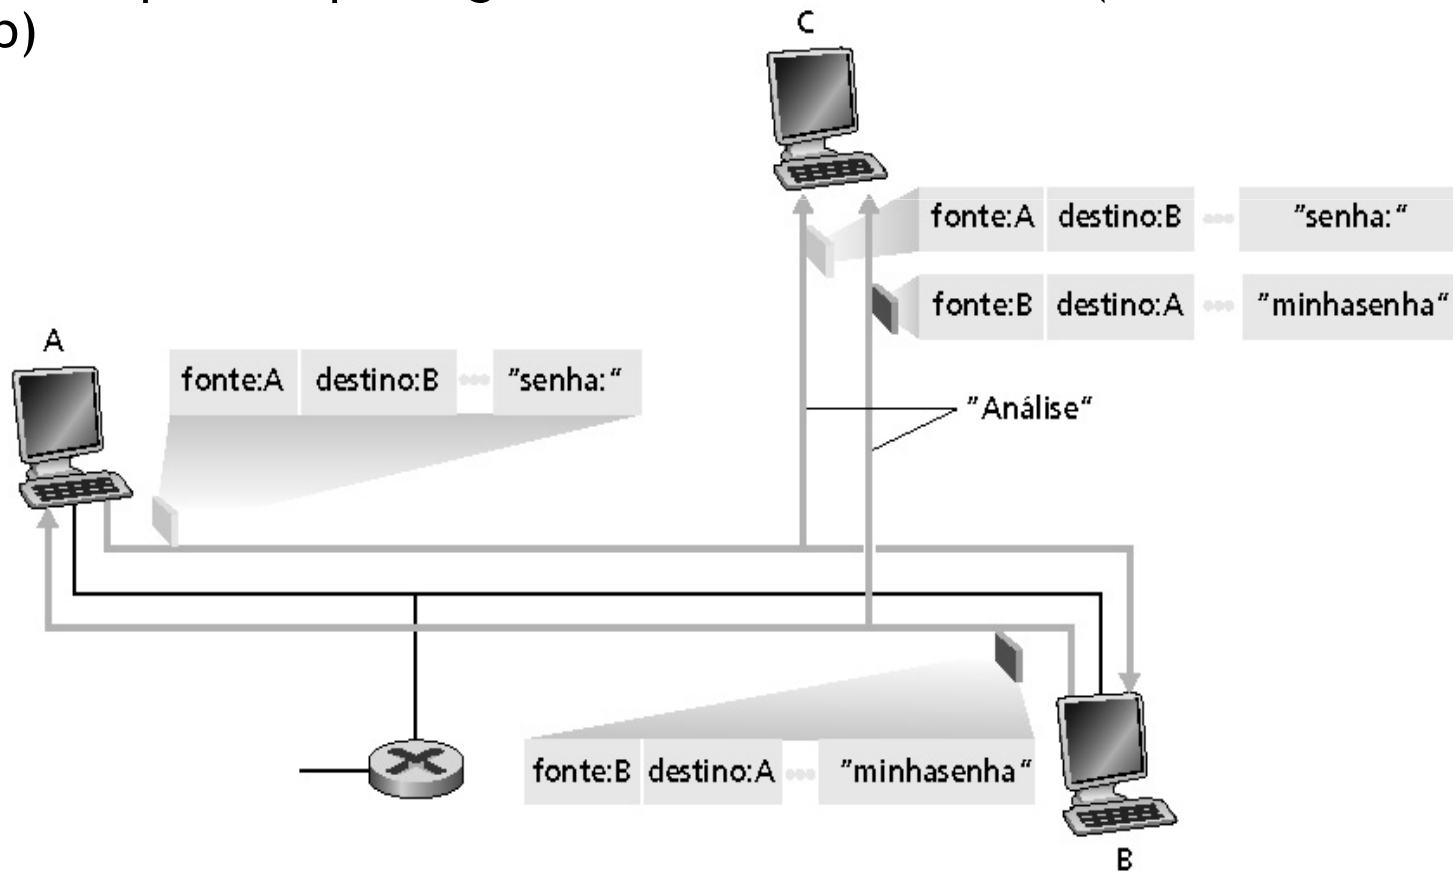 C
fonte:A destino:B ••• "senha:"
fonte:B destino:A ••• "minhasenha"
A
fonte:A destino:B ••• "senha:"
"Análise"
fonte:B destino:A ••• "minhasenha"
B